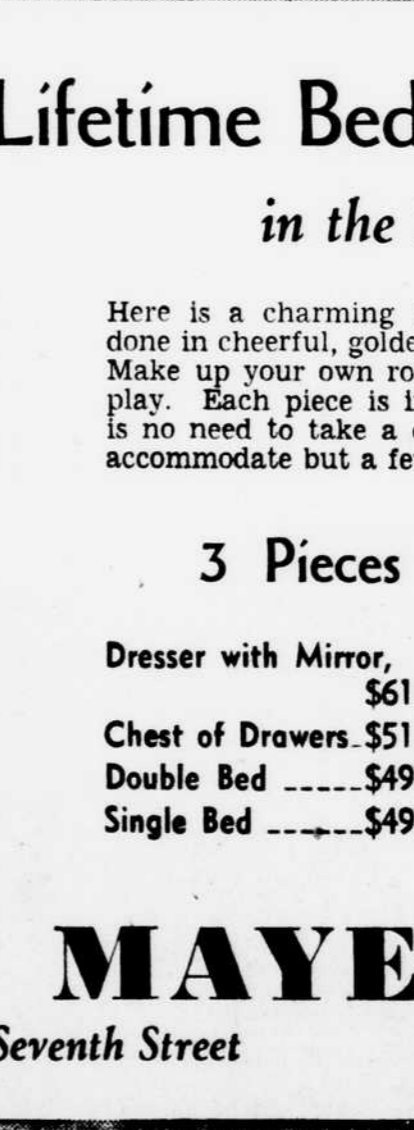 Lifetime Bed
in the
Here is a charming
done in cheerful, golde
Make up your own ro
play. Each piece is i
is no need to take a
accommodate but a fe
3 Pieces
Dresser with Mirror,
$61
Chest of Drawers $51
Double Bed ----- $49
Single Bed ------ $49
MAYE
Seventh Street